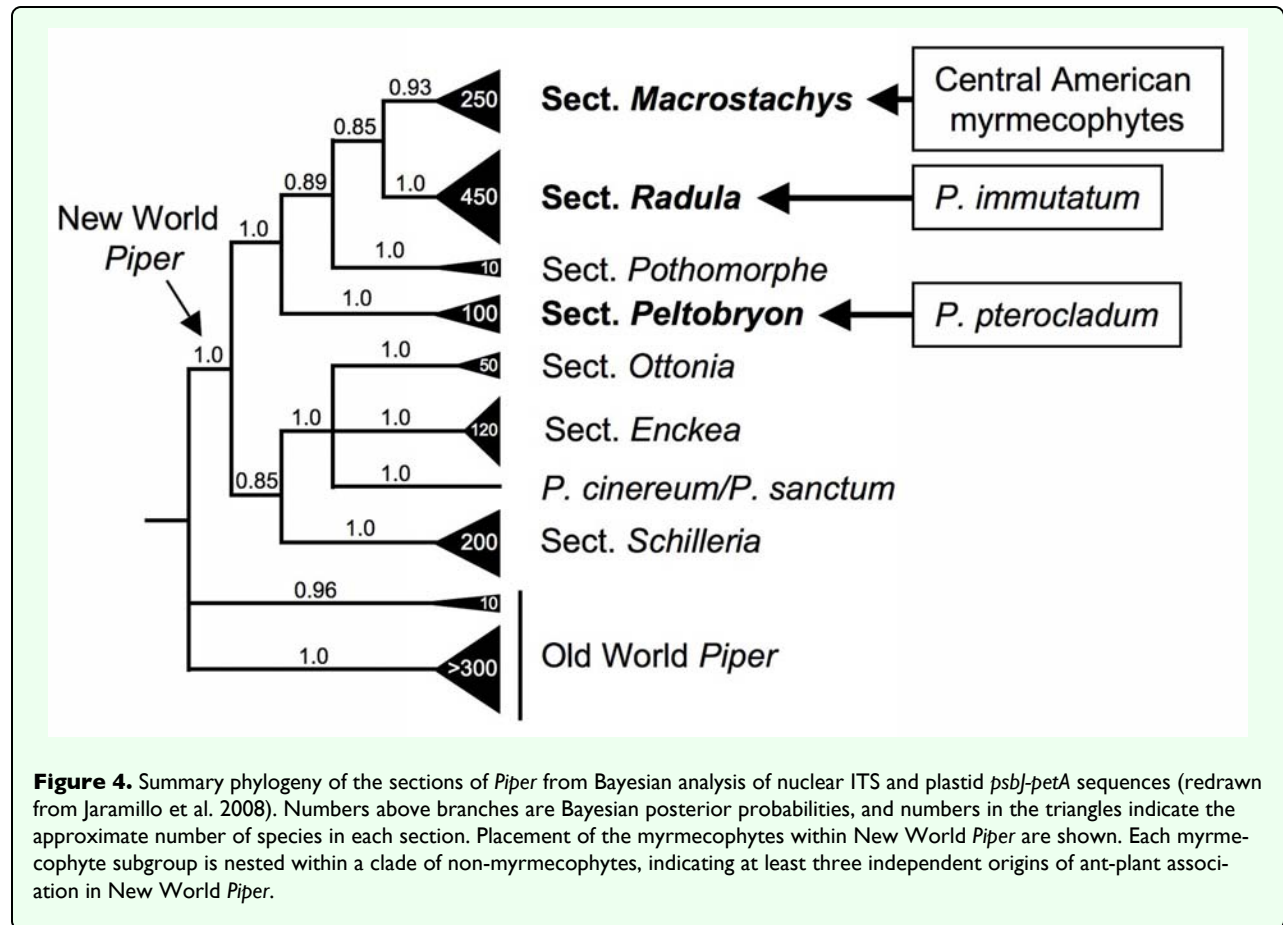 0.93
250
Sect. Macrostachys
Central American
myrmecophytes
0.85
1.0
450
Sect. Radula
P. immutatum
0.89
New World
Piper
1.0
1.0
10
Sect. Pothomorphe
1.0
100
Sect. Peltobryon
P. pterocladum
1.0
1.0
50
Sect. Ottonia
1.0
1.0
120
Sect. Enckea
0.85
1.0
P. cinereum/P. sanctum
1.0
200
Sect. Schilleria
0.96
10
1.0
>300
Old World Piper
Figure 4. Summary phylogeny of the sections of Piper from Bayesian analysis of nuclear ITS and plastid psbJ-petA sequences (redrawn
from Jaramillo et al. 2008). Numbers above branches are Bayesian posterior probabilities, and numbers in the triangles indicate the
approximate number of species in each section. Placement of the myrmecophytes within New World Piper are shown. Each myrme-
cophyte subgroup is nested within a clade of non-myrmecophytes, indicating at least three independent origins of ant-plant associ-
ation in New World Piper.